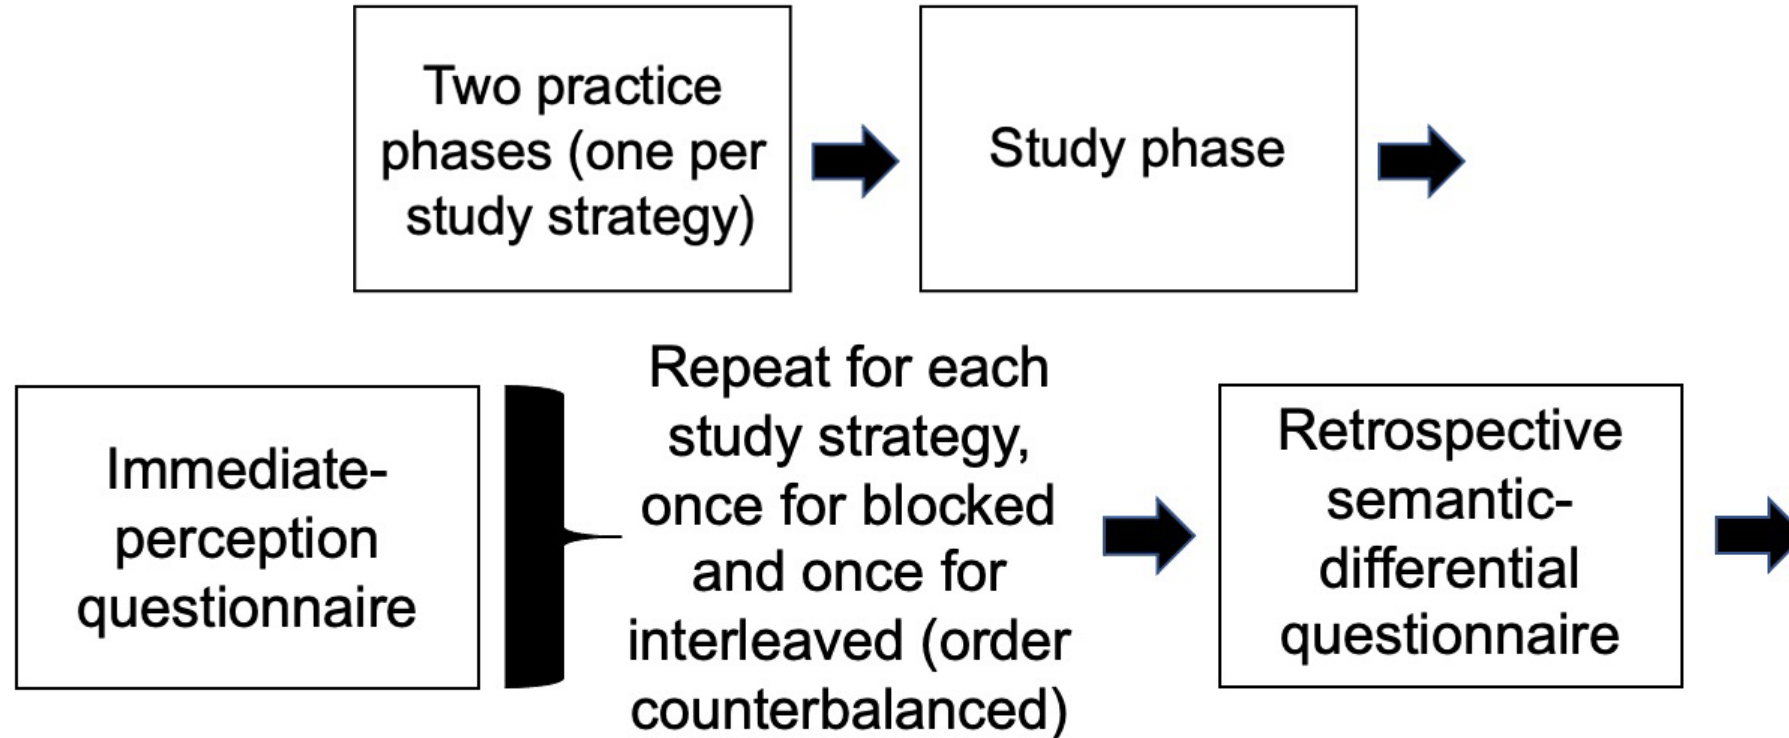 Two practice
phases (one per
study strategy)
Study phase
Immediate-
perception
questionnaire
Repeat for each
study strategy,
once for blocked
and once for
interleaved (order
counterbalanced)
Retrospective
semantic-
differential
questionnaire